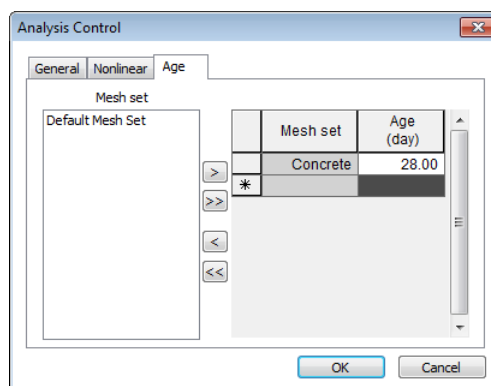 Analysis Control
General Nonlinear Age
Mesh set
Default Mesh Set
>
>>
<
<<
Mesh set Age (day)
Concrete 28.00
*
OK Cancel